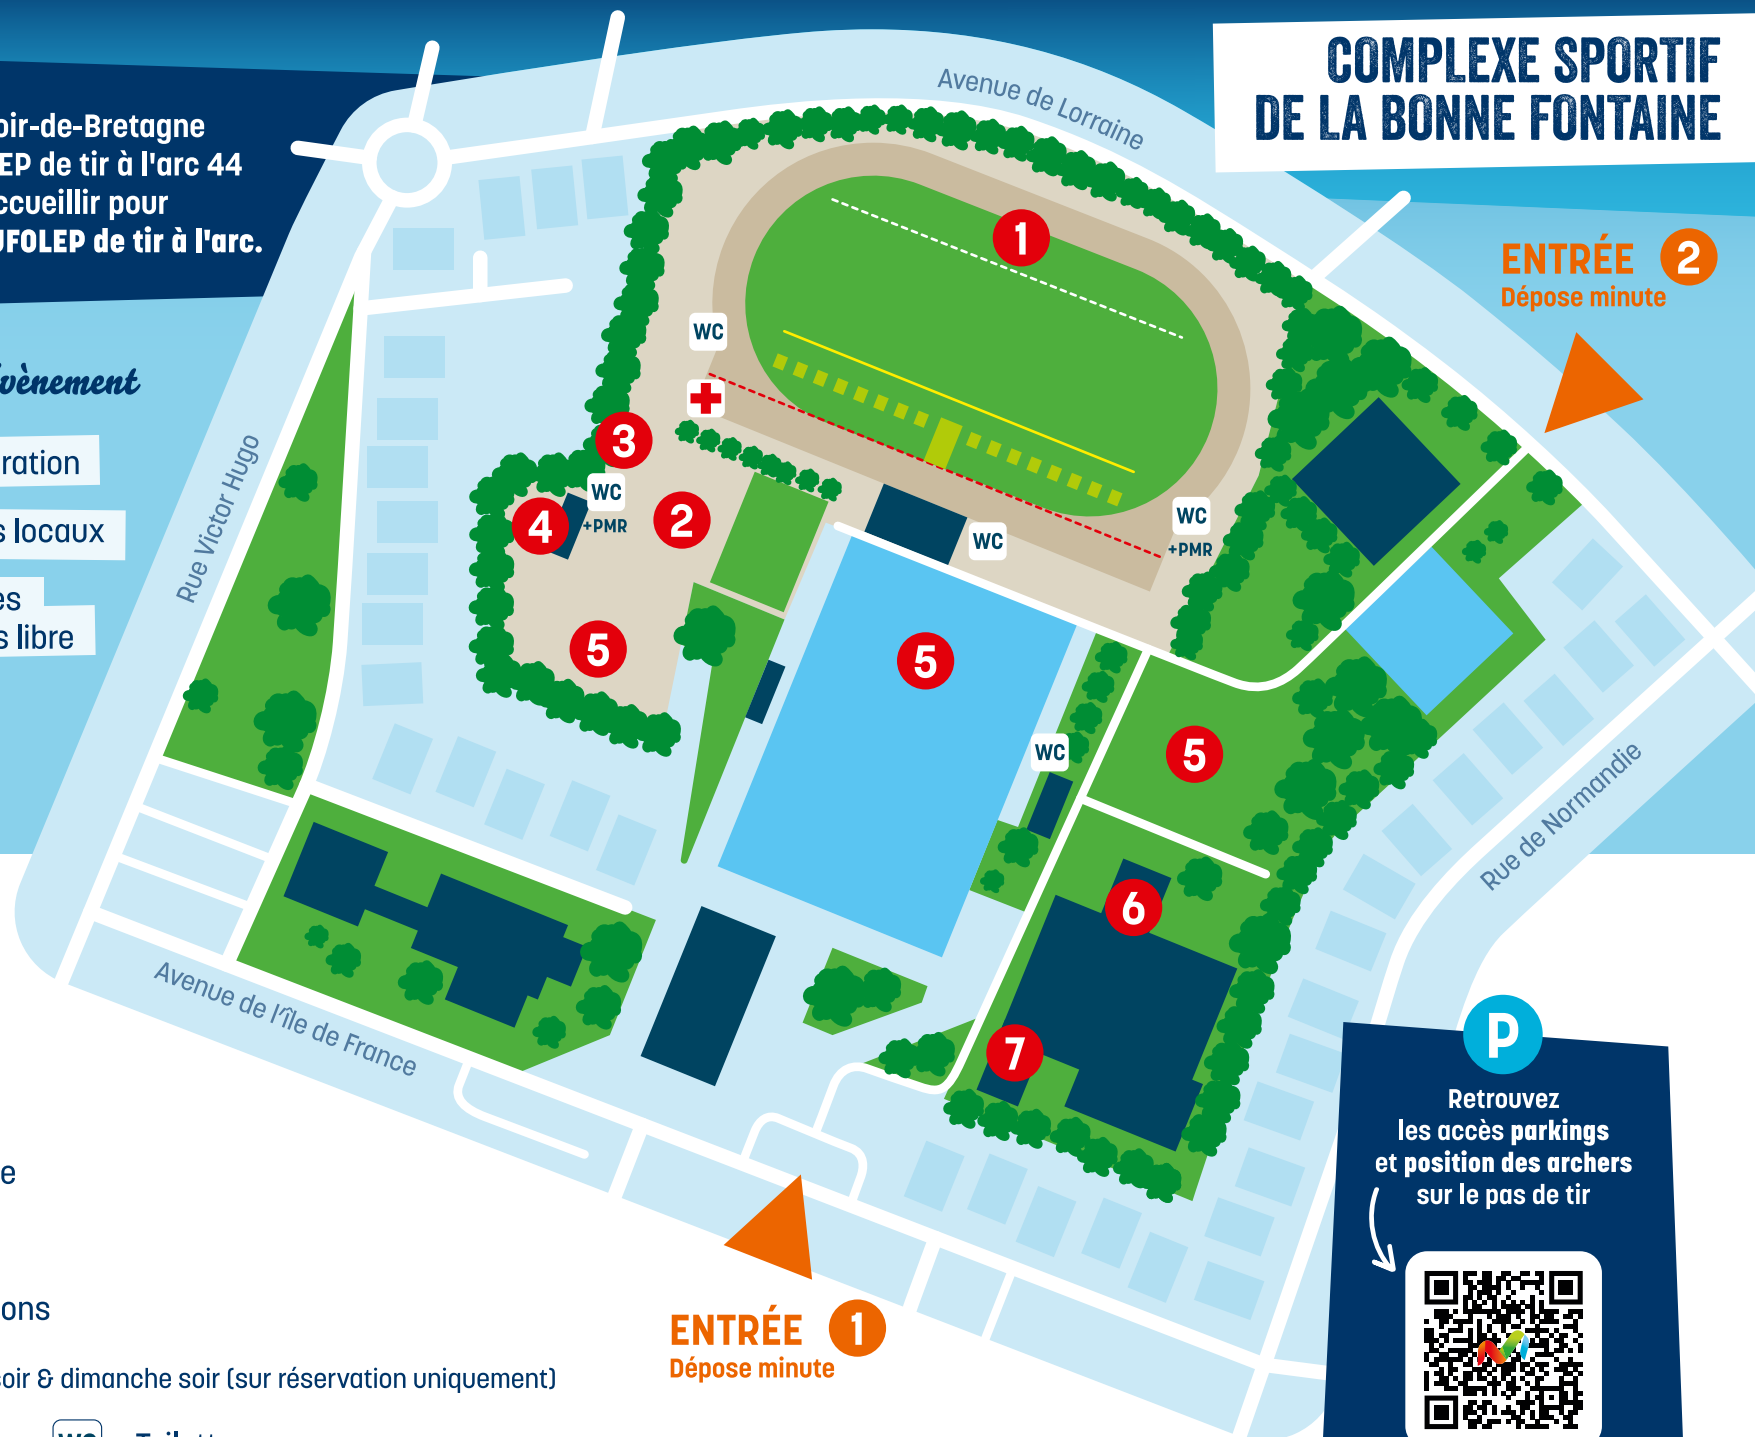 COMPLEXE SPORTIF
DE LA BONNE FONTAINE
oir-de-Bretagne
EP de tir à l'arc 44
ccueillir pour
UFOLEP de tir à l'arc.
vènement
ration
s locaux
es
s libre
Avenue de Lorraine
ENTRÉE 2
Dépose minute
Rue Victor Hugo
1
WC
3
WC
+PMR
4
2
WC
WC
+PMR
5
5
5
WC
6
7
Rue de Normandie
Avenue de l'île de France
P
Retrouvez
les accès parkings
et position des archers
sur le pas de tir
ENTRÉE 1
Dépose minute
e
ons
oir & dimanche soir (sur réservation uniquement)
WC